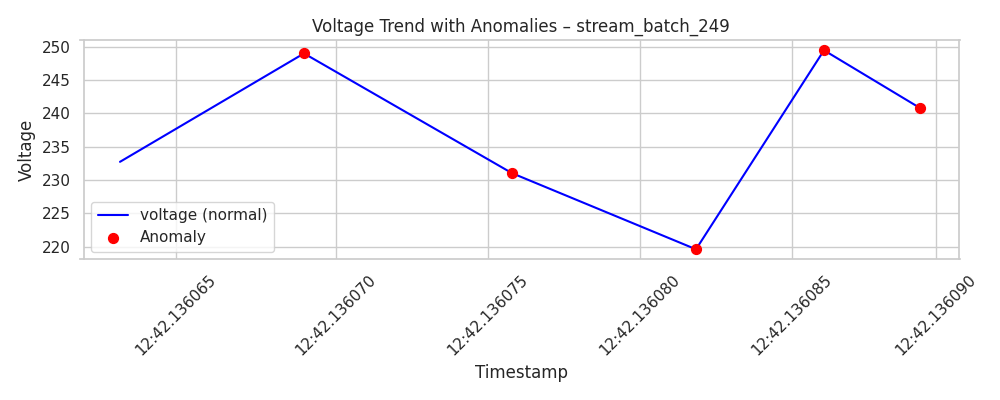 Voltage Trend with Anomalies – stream_batch_249
Voltage
250
245
240
235
230
225
220
voltage (normal)
Anomaly
12:42.136065
12:42.136070
12:42.136075
12:42.136080
12:42.136085
12:42.136090
Timestamp